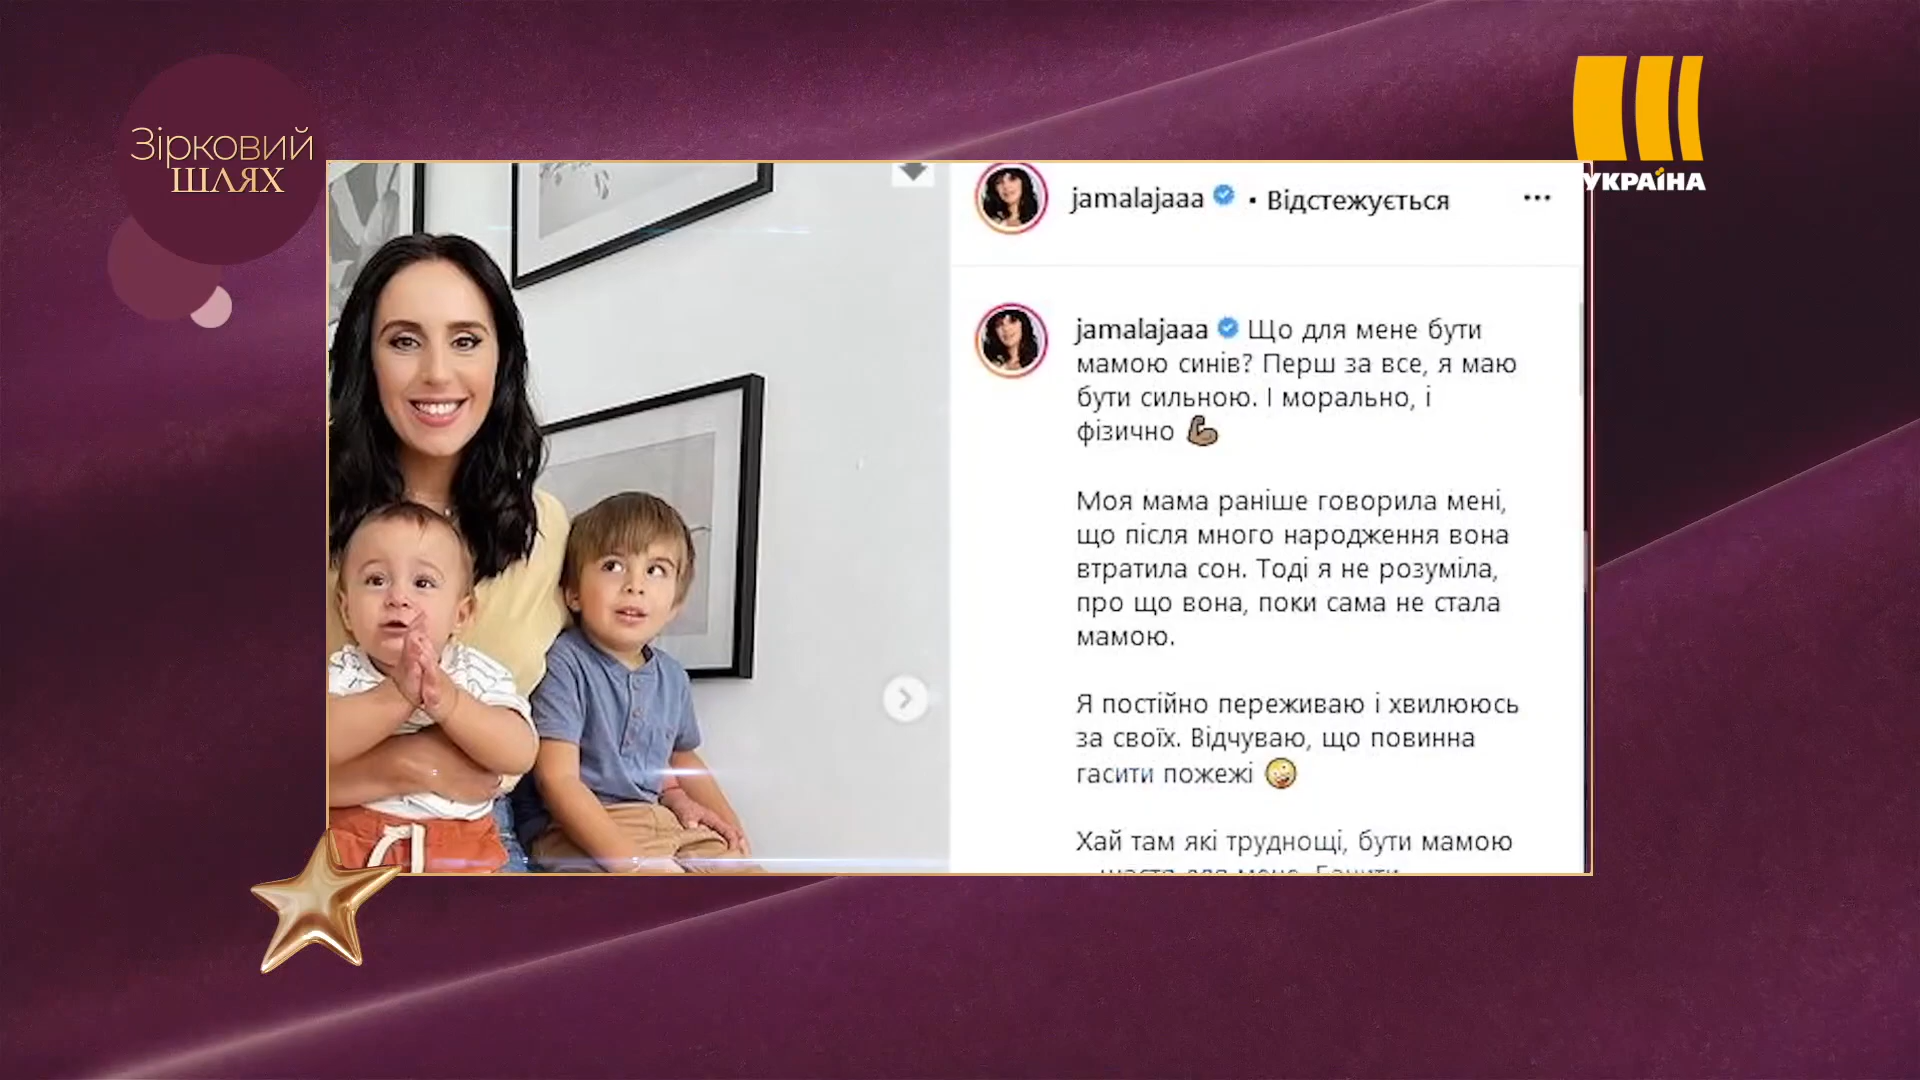 Зірковий
ШЛЯХ
УКРАЇНА
jamalajaaa • Відстежується
jamalajaaa Що для мене бути
мамою синів? Перш за все, я маю
бути сильною. І морально, і
фізично
Моя мама раніше говорила мені,
що після много народження вона
втратила сон. Тоді я не розуміла,
про що вона, поки сама не стала
мамою.
Я постійно переживаю і хвилююсь
за своїх. Відчуваю, що повинна
гасити пожежі
Хай там які труднощі, бути мамою